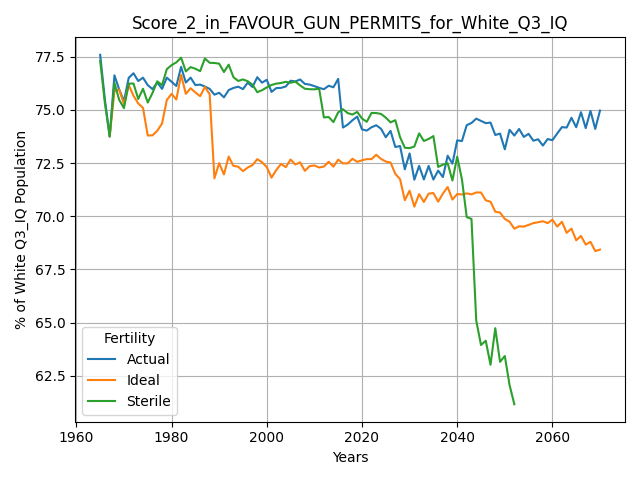 Score_2_in_FAVOUR_GUN_PERMITS_for_White_Q3_IQ
% of White Q3_IQ Population
77.5
75.0
72.5
70.0
67.5
65.0
62.5
Fertility
Actual
Ideal
Sterile
1960 1980 2000 2020 2040 2060
Years